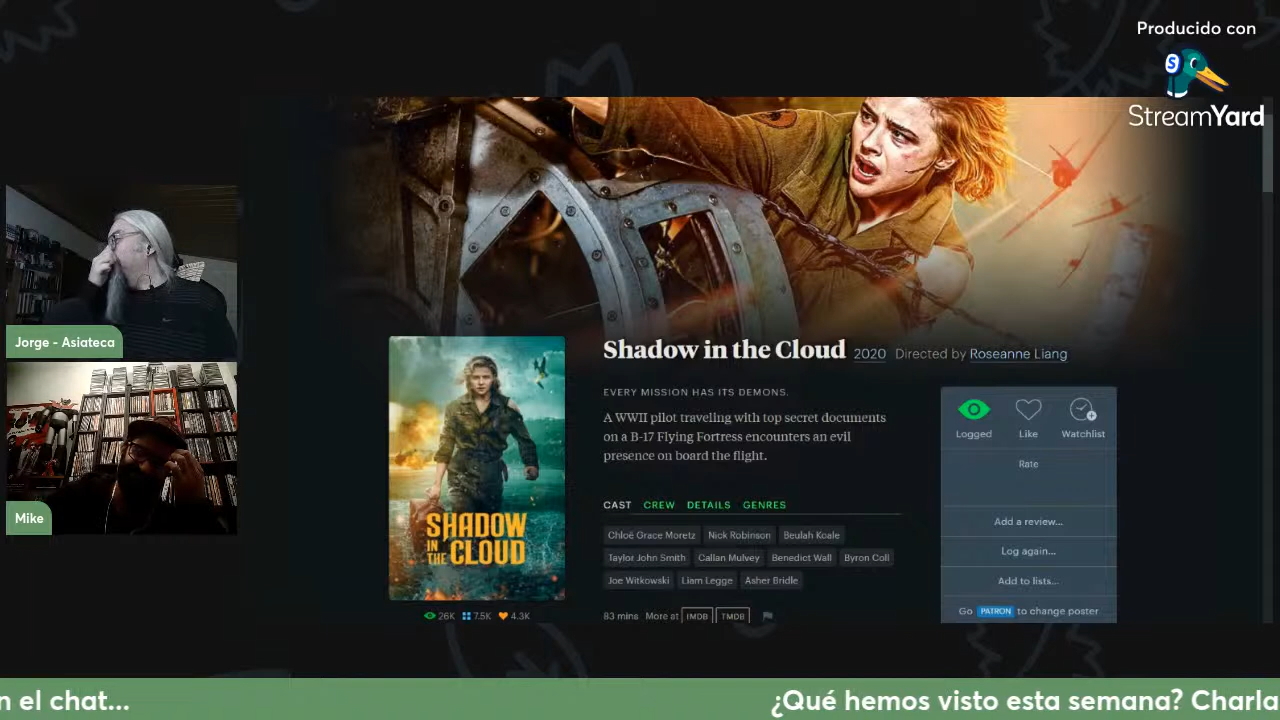 Producido con
S
StreamYard
Jorge - Asiateca
Mike
Shadow in the Cloud 2020 Directed by Roseanne Liang
EVERY MISSION HAS ITS DEMONS.
A WWII pilot traveling with top secret documents
on a B-17 Flying Fortress encounters an evil
presence on board the flight.
CAST CREW DETAILS GENRES
Chloë Grace Moretz Nick Robinson Beulah Koale
Taylor John Smith Callan Mulvey Benedict Wall Byron Coll
Joe Witkowski Liam Legge Asher Bridle
83 mins More at IMDB TMDB
SHADOW
IN THE CLOUD
26K 7.5K 4.3K
Logged Like Watchlist
Rate
Add a review...
Log again...
Add to lists...
Go PATRON to change poster
n el chat... ¿Qué hemos visto esta semana? Charla